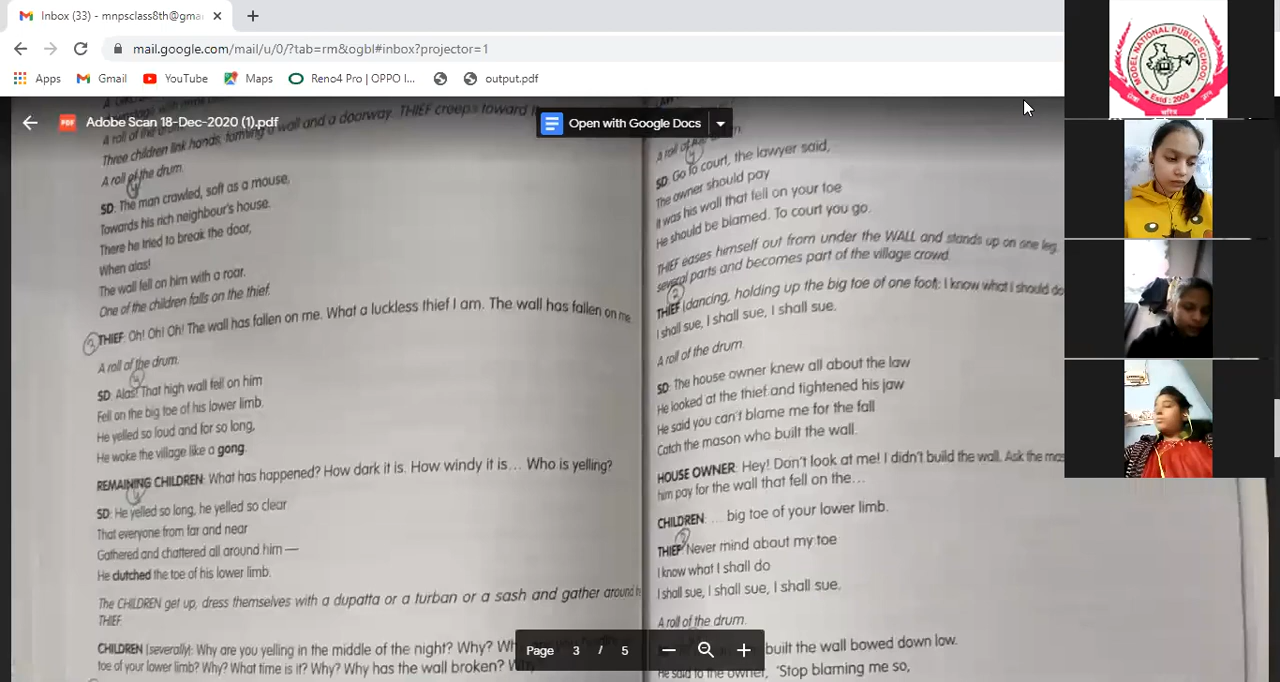 Inbox (33) - mnpsclass8th@gma
mail.google.com/mail/u/0/?tab=rm&ogbl#inbox?projector=1
Apps Gmail YouTube Maps Reno4 Pro | OPPO I... output.pdf
Adobe Scan 18-Dec-2020 (1).pdf
Open with Google Docs
MODEL NATIONAL PUBLIC SCHOOL
Estd : 2000
A roll of the
Three children link hands, forming a wall and a doorway. THIEF creeps toward
A roll of the drum.
SD: The man crawled, soft as a mouse,
Towards his rich neighbour's house.
There he tried to break the door,
When alas!
The wall fell on him with a roar.
One of the children falls on the thief.
THIEF: Oh! Oh! Oh! The wall has fallen on me. What a luckless thief I am. The wall has fallen on me.
A roll of the drum.
SD: Alas! That high wall fell on him
Fell on the big toe of his lower limb.
He yelled so loud and for so long,
He woke the village like a gong.
REMAINING CHILDREN: What has happened? How dark it is. How windy it is... Who is yelling?
SD: He yelled so long, he yelled so clear
That everyone from far and near
Gathered and chattered all around him —
He clutched the toe of his lower limb.
The CHILDREN get up, dress themselves with a dupatta or a turban or a sash and gather around
THIEF.
CHILDREN (severally): Why are you yelling in the middle of the night? Why?
toe of your lower limb? Why? What time is it? Why? Why has the wall broken?
A roll of
SD: Go to court, the lawyer said,
The owner should pay
It was his wall that fell on your toe
He should be blamed. To court you go.
THIEF eases himself out from under the WALL and stands up on one leg.
several parts and becomes part of the village crowd.
THIEF (dancing, holding up the big toe of one foot): I know what I should do
I shall sue, I shall sue, I shall sue.
A roll of the drum.
SD: The house owner knew all about the law
He looked at the thief and tightened his jaw
He said you can't blame me for the fall
Catch the mason who built the wall.
HOUSE OWNER: Hey! Don't look at me! I didn't build the wall. Ask the
him pay for the wall that fell on the...
CHILDREN: ... big toe of your lower limb.
THIEF: Never mind about my toe
I know what I shall do
I shall sue, I shall sue, I shall sue.
A roll of the drum.
built the wall bowed down low.
He said to the owner, 'Stop blaming me so,
Page 3 / 5